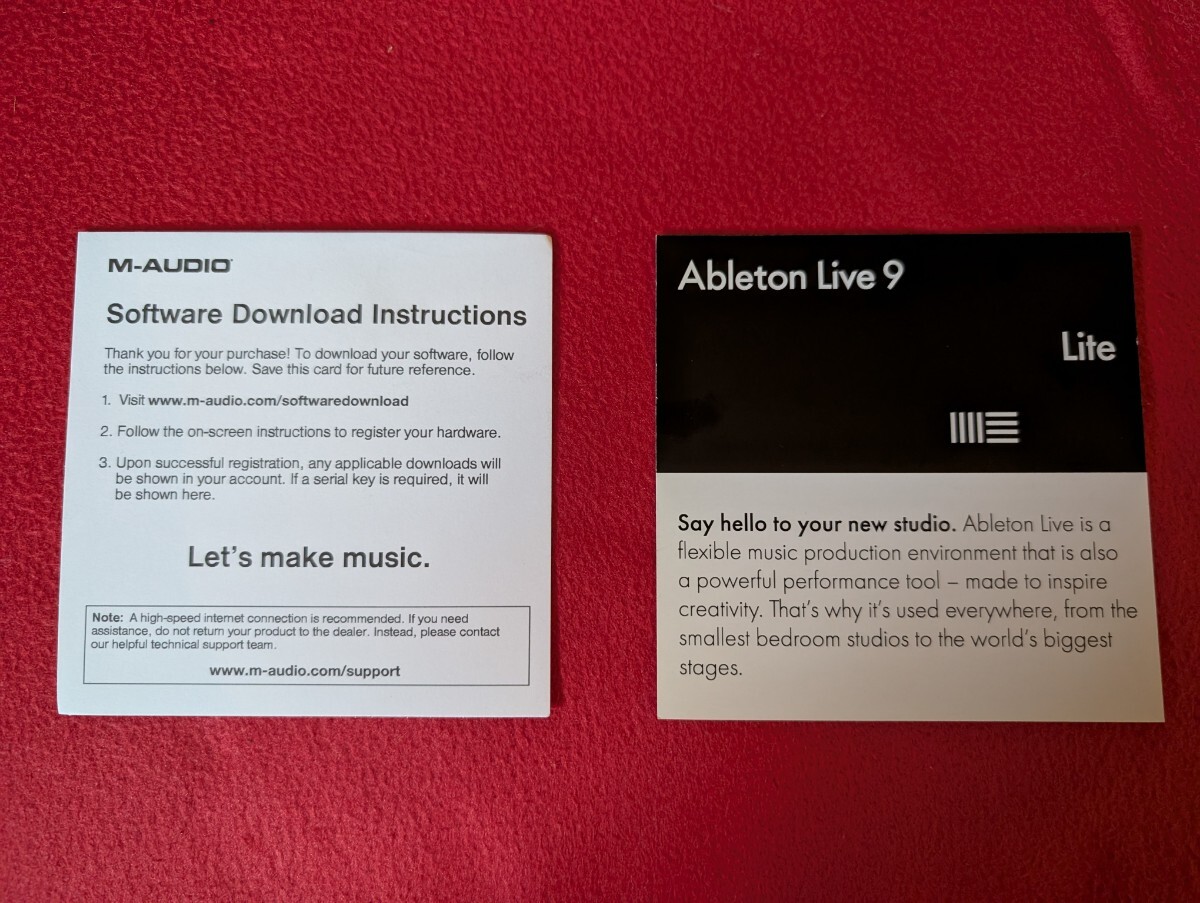 M-AUDIO
Software Download Instructions
Thank you for your purchase! To download your software, follow
the instructions below. Save this card for future reference.
1. Visit www.m-audio.com/softwaredownload
2. Follow the on-screen instructions to register your hardware.
3. Upon successful registration, any applicable downloads will
be shown in your account. If a serial key is required, it will
be shown here.
Let's make music.
Note: A high-speed internet connection is recommended. If you need
assistance, do not return your product to the dealer. Instead, please contact
our helpful technical support team.
www.m-audio.com/support
Ableton Live 9
Lite
Say hello to your new studio. Ableton Live is a
flexible music production environment that is also
a powerful performance tool – made to inspire
creativity. That's why it's used everywhere, from the
smallest bedroom studios to the world's biggest
stages.